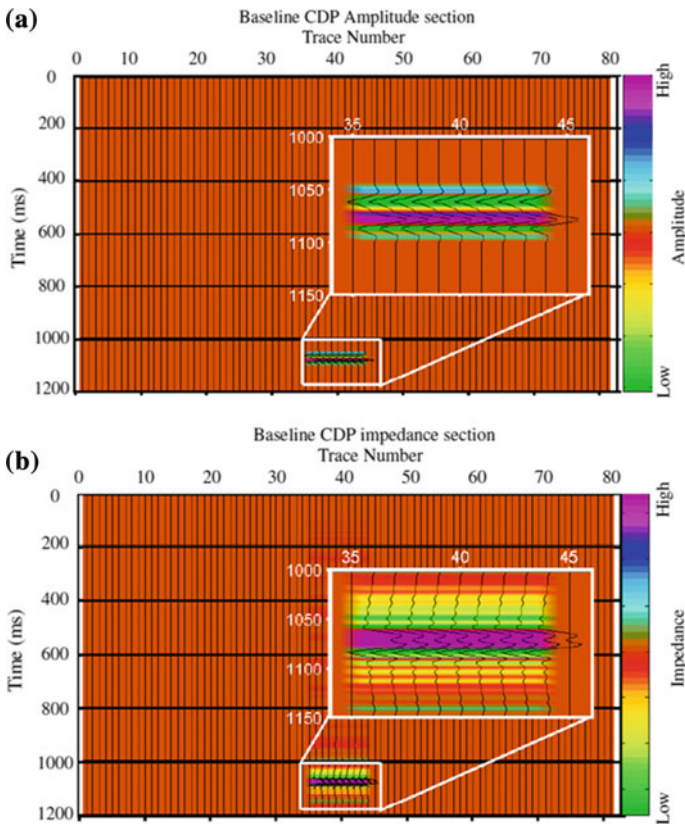 (a)
Baseline CDP Amplitude section
Trace Number
0 10 20 30 40 50 60 70 80
0
200
400
600
800
1000
1200
Time (ms)
35 40 45
1000
1050
1100
1150
High
Amplitude
Low
(b)
Baseline CDP impedance section
Trace Number
0 10 20 30 40 50 60 70 80
0
200
400
600
800
1000
1200
Time (ms)
35 40 45
1000
1050
1100
1150
High
Impedance
Low